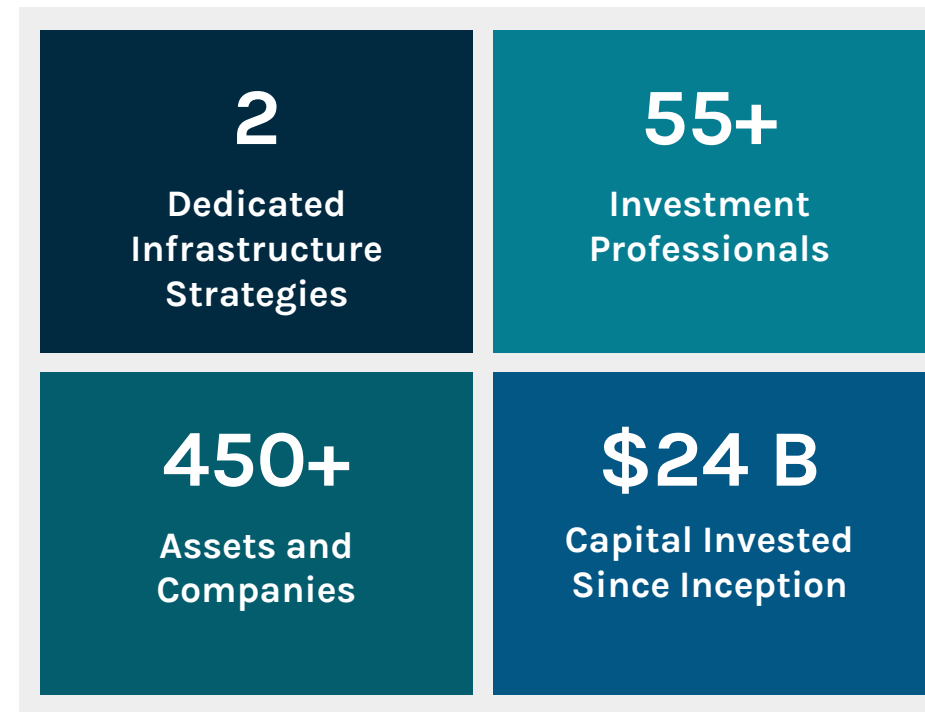 2
Dedicated
Infrastructure
Strategies
55+
Investment
Professionals
450+
Assets and
Companies
$24 B
Capital Invested
Since Inception